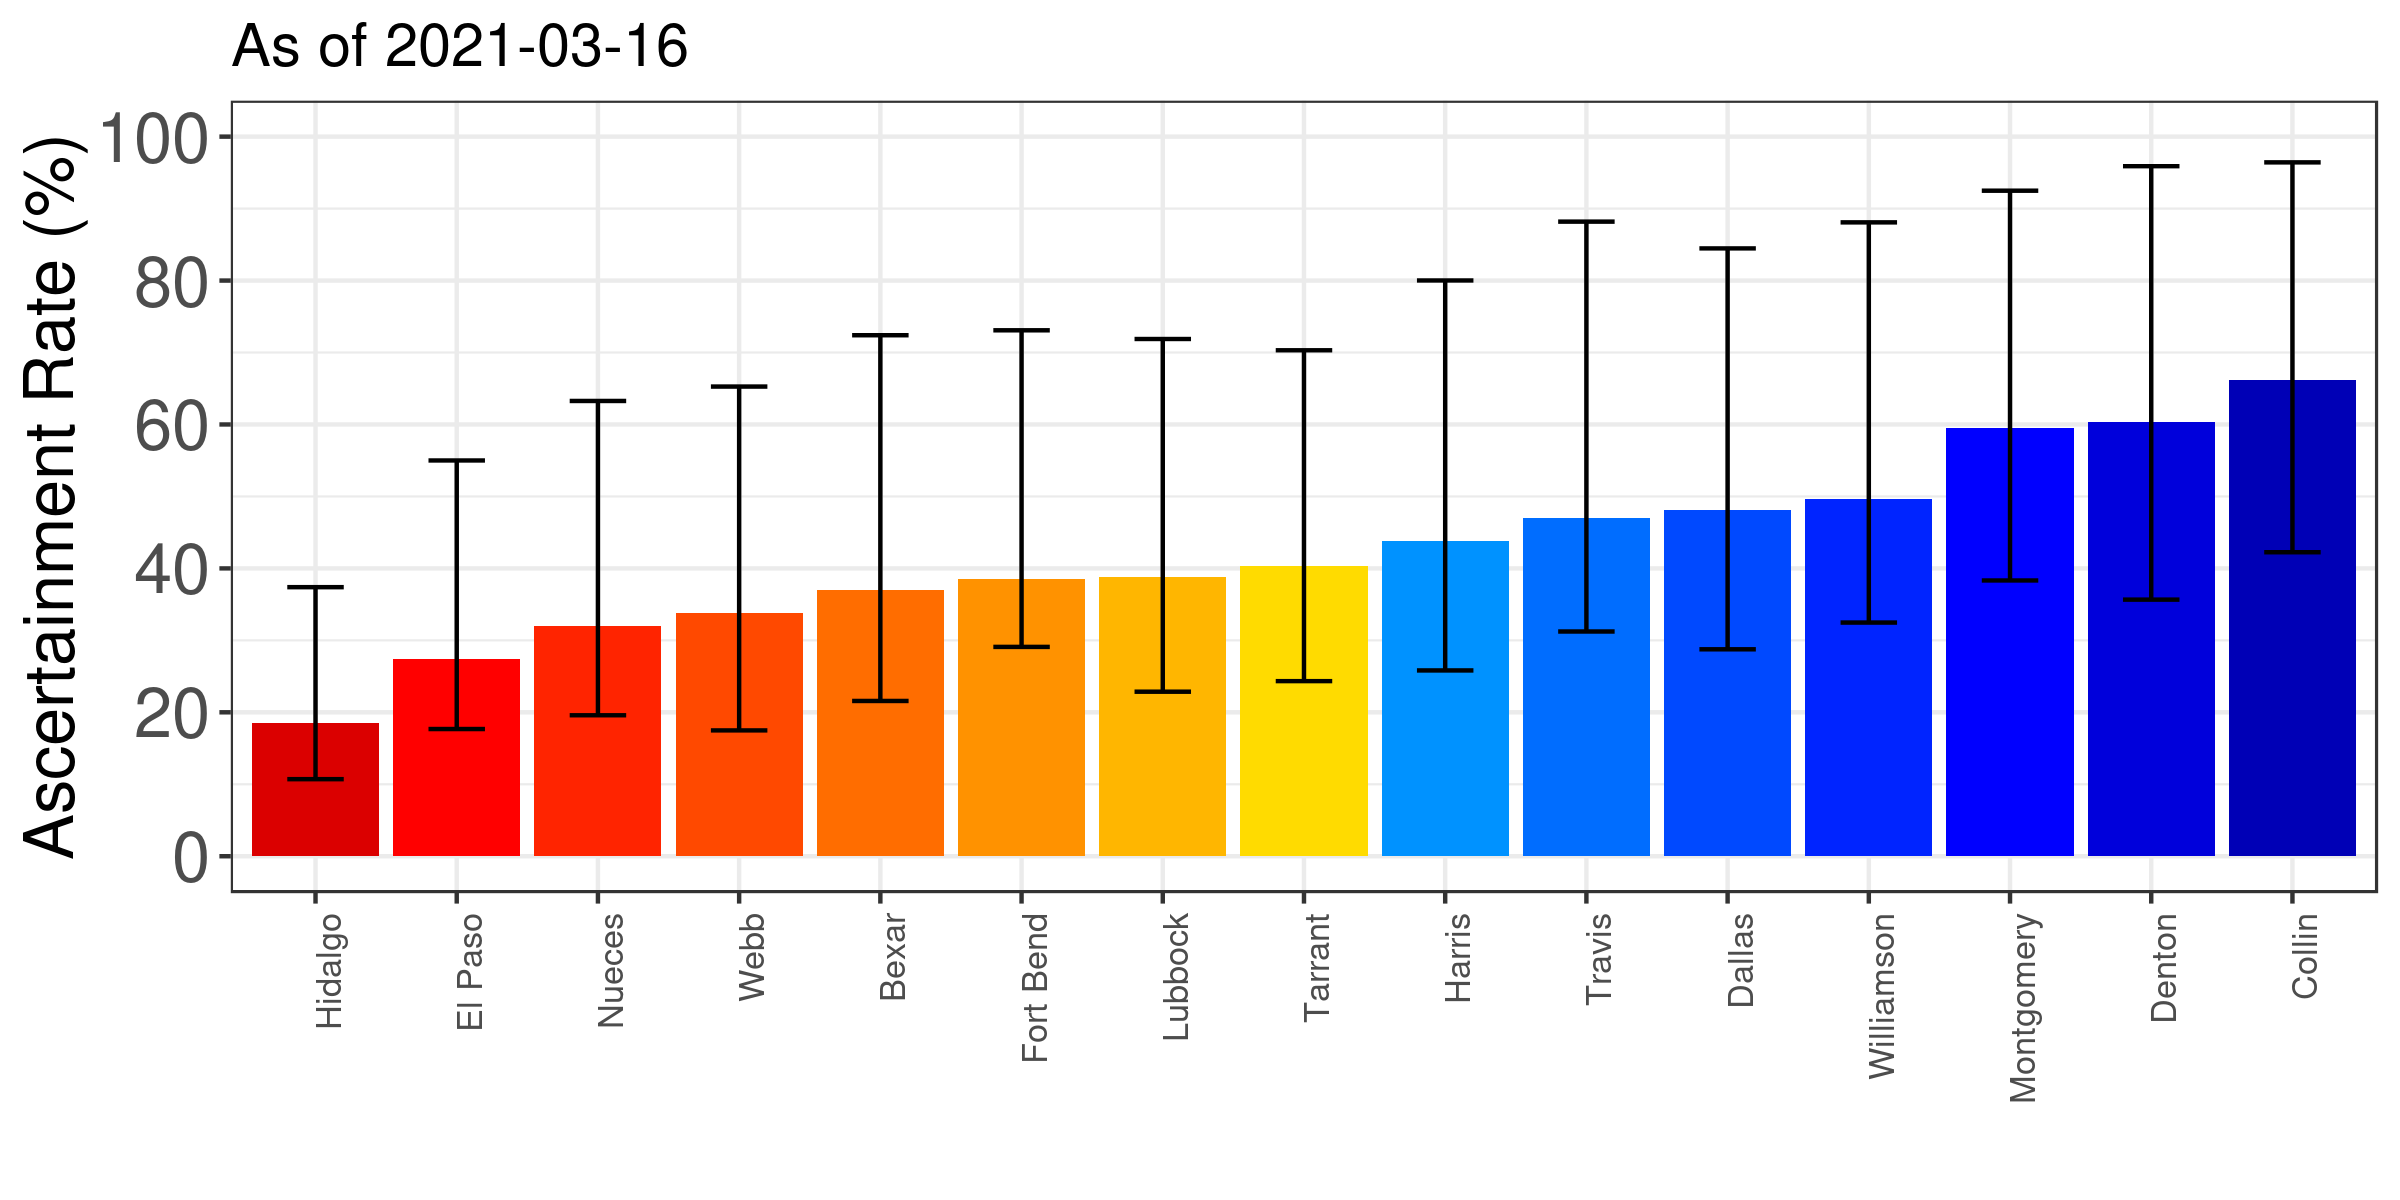 As of 2021-03-16
Ascertainment Rate (%)
100
80
60
40
20
0
Hidalgo
El Paso
Nueces
Webb
Bexar
Fort Bend
Lubbock
Tarrant
Harris
Travis
Dallas
Williamson
Montgomery
Denton
Collin